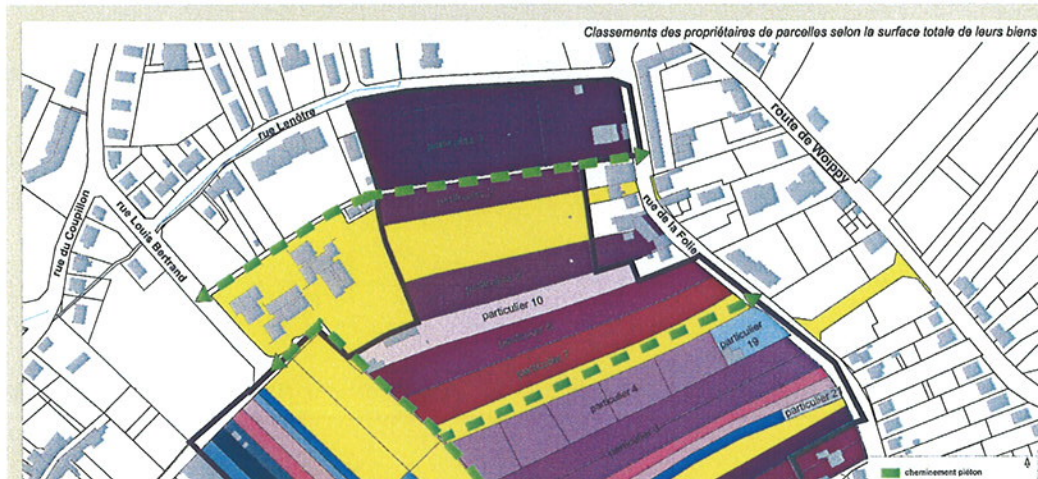 Classements des propriétaires de parcelles selon la surface totale de leurs biens
rue Lenôtre
route de Woippy
rue du Coupillon
rue Louis Bertrand
rue de la Folie
particulier 10
particulier
19
particulier 4
particulier 21
cheminement piéton